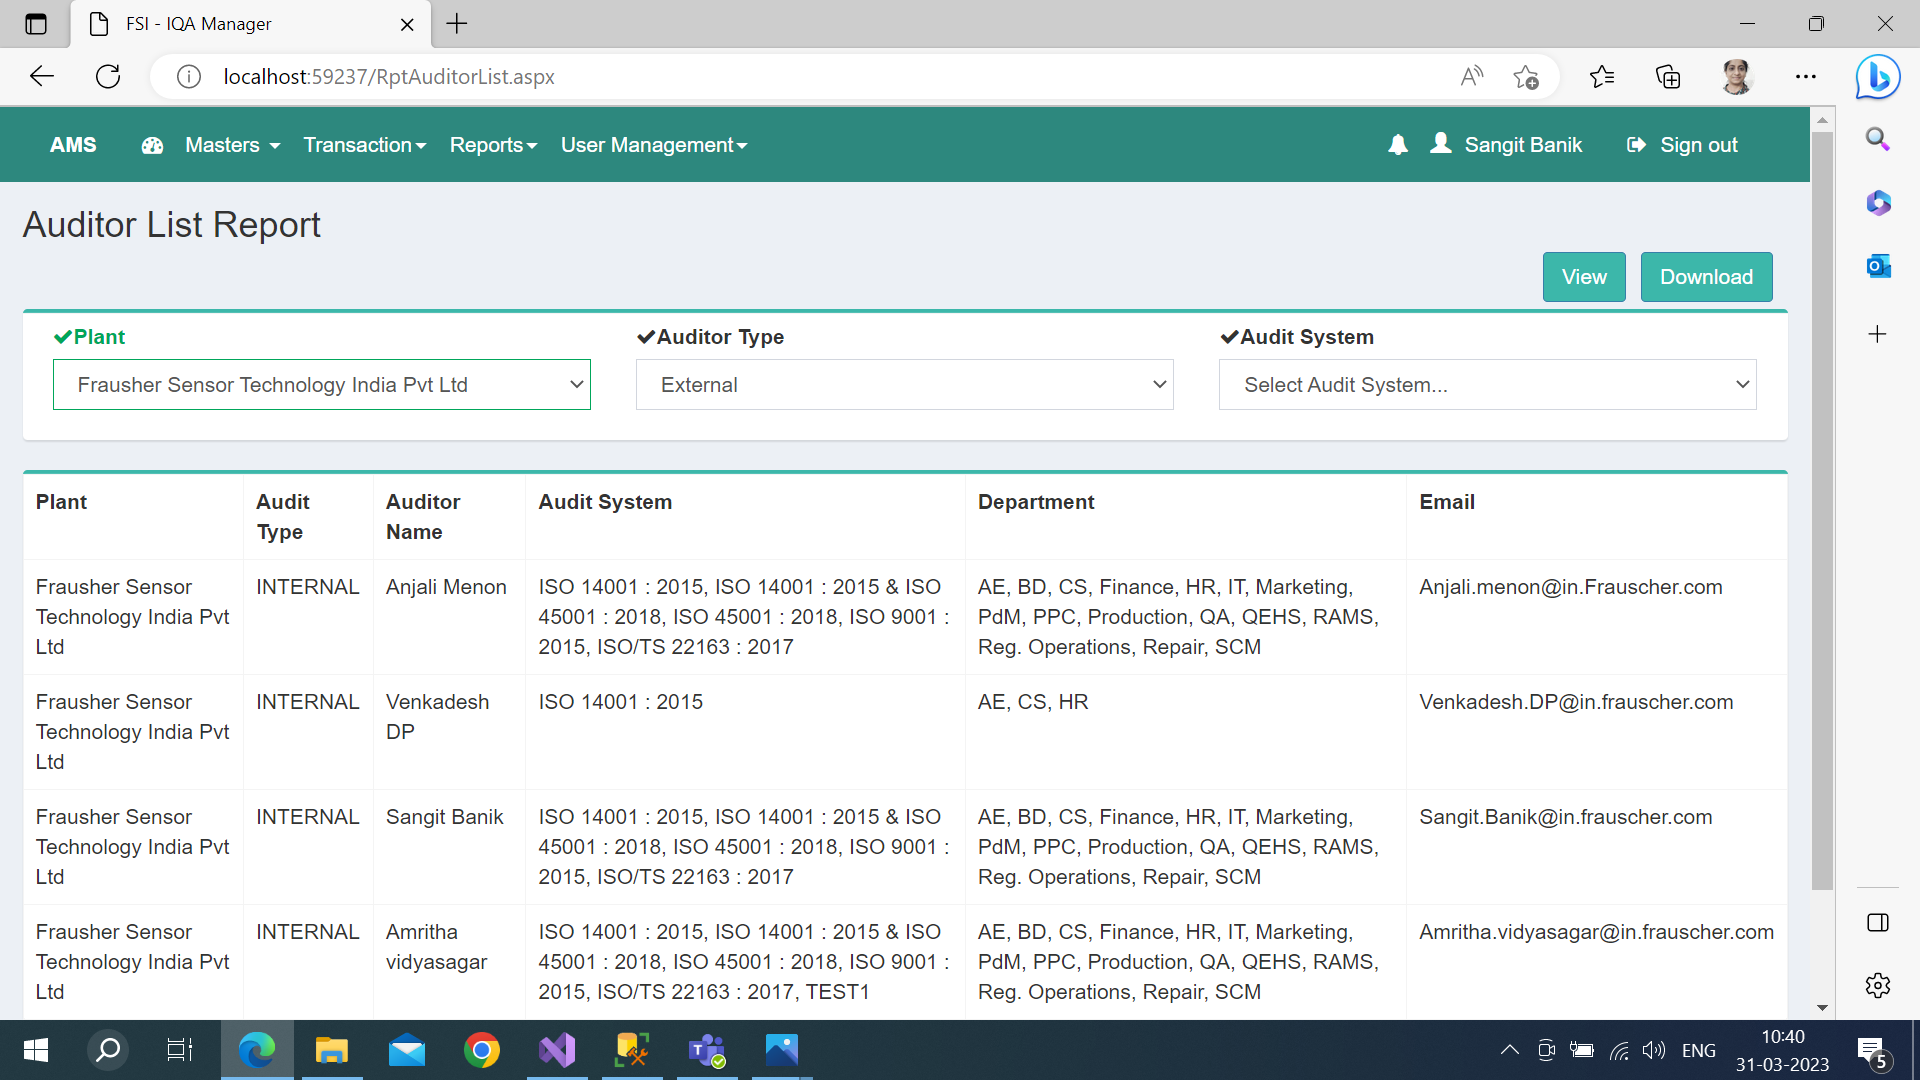 FSI - IQA Manager
localhost:59237/RptAuditorList.aspx
AMS Masters Transaction Reports User Management Sangit Banik Sign out
Auditor List Report
View Download
Plant Auditor Type Audit System
Frausher Sensor Technology India Pvt Ltd External Select Audit System...
Plant Audit Auditor Audit System Department Email
Type Name
Frausher Sensor INTERNAL Anjali Menon ISO 14001 : 2015, ISO 14001 : 2015 & ISO AE, BD, CS, Finance, HR, IT, Marketing, Anjali.menon@in.Frauscher.com
Technology India Pvt 45001 : 2018, ISO 45001 : 2018, ISO 9001 : PdM, PPC, Production, QA, QEHS, RAMS,
Ltd 2015, ISO/TS 22163 : 2017 Reg. Operations, Repair, SCM
Frausher Sensor INTERNAL Venkadesh ISO 14001 : 2015 AE, CS, HR Venkadesh.DP@in.frauscher.com
Technology India Pvt DP
Ltd
Frausher Sensor INTERNAL Sangit Banik ISO 14001 : 2015, ISO 14001 : 2015 & ISO AE, BD, CS, Finance, HR, IT, Marketing, Sangit.Banik@in.frauscher.com
Technology India Pvt 45001 : 2018, ISO 45001 : 2018, ISO 9001 : PdM, PPC, Production, QA, QEHS, RAMS,
Ltd 2015, ISO/TS 22163 : 2017 Reg. Operations, Repair, SCM
Frausher Sensor INTERNAL Amritha ISO 14001 : 2015, ISO 14001 : 2015 & ISO AE, BD, CS, Finance, HR, IT, Marketing, Amritha.vidyasagar@in.frauscher.com
Technology India Pvt vidyasagar 45001 : 2018, ISO 45001 : 2018, ISO 9001 : PdM, PPC, Production, QA, QEHS, RAMS,
Ltd 2015, ISO/TS 22163 : 2017, TEST1 Reg. Operations, Repair, SCM
ENG 10:40
31-03-2023 5